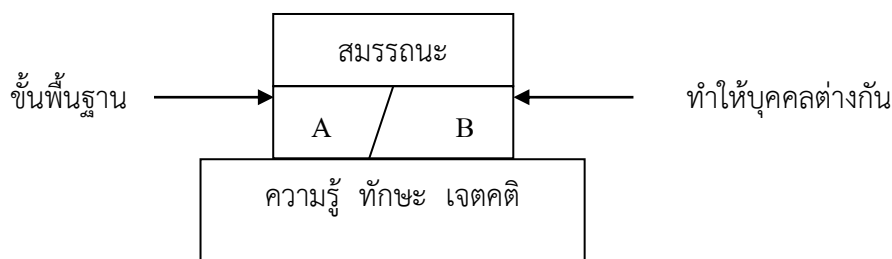 สมรรถนะ
ขั้นพื้นฐาน
ทำให้บุคคลต่างกัน
A
B
ความรู้ ทักษะ เจตคติ